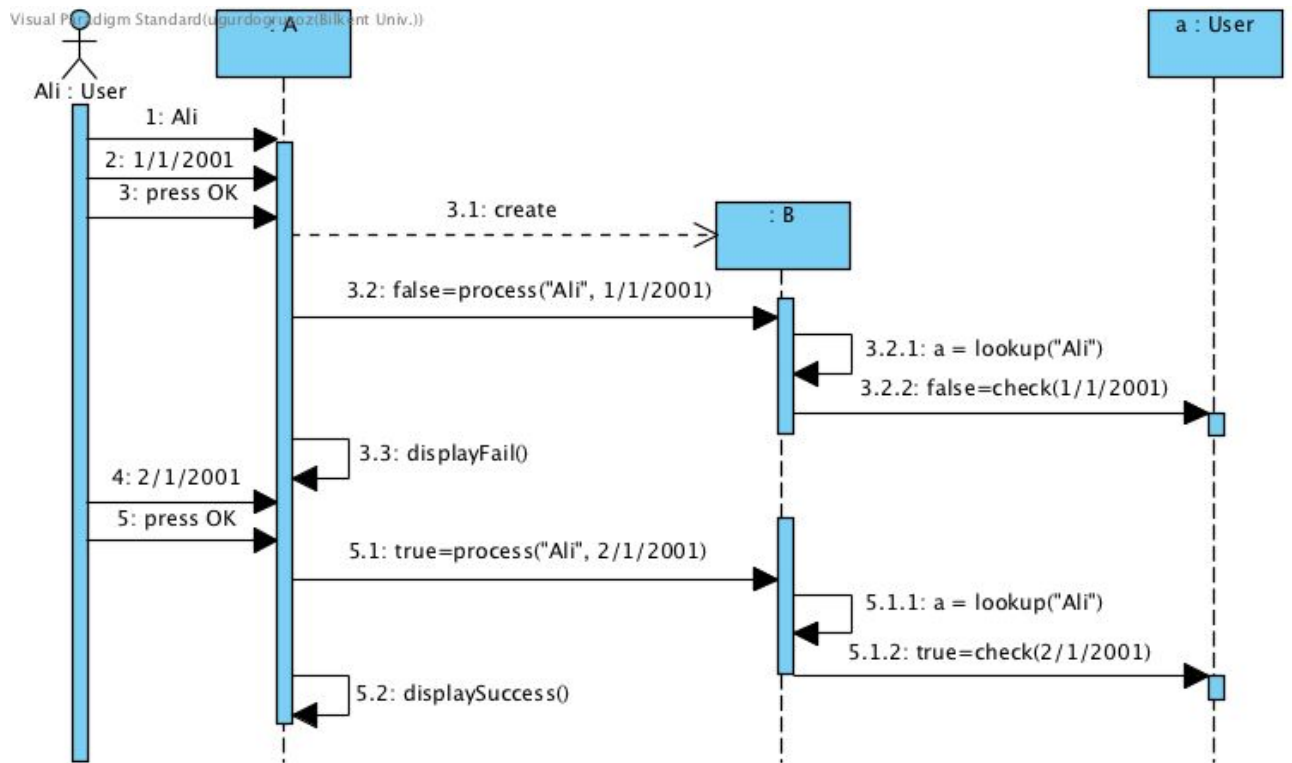 Visual Paradigm Standard(ugurdogrusoz(Bilkent Univ.))
: A
a : User
Ali : User
1: Ali
2: 1/1/2001
3: press OK
3.1: create
: B
3.2: false=process("Ali", 1/1/2001)
3.2.1: a = lookup("Ali")
3.2.2: false=check(1/1/2001)
3.3: displayFail()
4: 2/1/2001
5: press OK
5.1: true=process("Ali", 2/1/2001)
5.1.1: a = lookup("Ali")
5.1.2: true=check(2/1/2001)
5.2: displaySuccess()